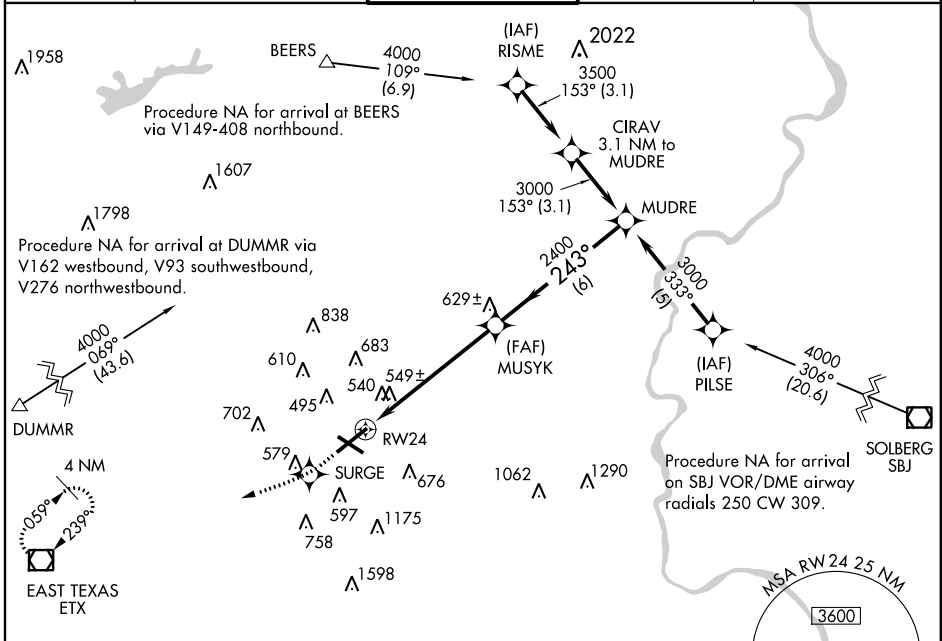 1958
BEERS
4000
109°
(6.9)
(IAF)
RISME
2022
3500
153° (3.1)
Procedure NA for arrival at BEERS
via V149-408 northbound.
CIRAV
3.1 NM to
MUDRE
1607
3000
153° (3.1)
1798
MUDRE
Procedure NA for arrival at DUMMR via
V162 westbound, V93 southwestbound,
V276 northwestbound.
2400
243°
(6)
3000
333°
(5)
4000
069°
(43.6)
629±
838
(FAF)
MUSYK
683
610
(IAF)
PILSE
4000
306°
(20.6)
540
549±
495
DUMMR
702
RW24
SOLBERG
SBJ
4 NM
579
SURGE
676
1062
1290
Procedure NA for arrival
on SBJ VOR/DME airway
radials 250 CW 309.
059°
239°
597
758
1175
EAST TEXAS
ETX
1598
MSA RW24 25 NM
3600